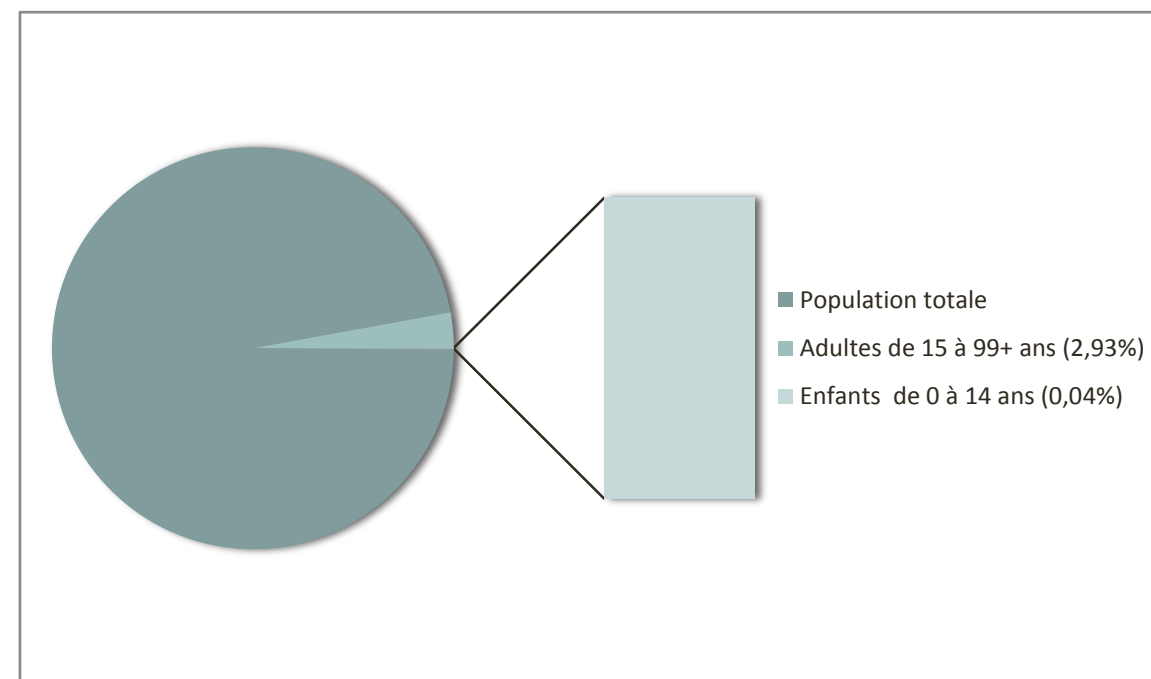 Population totale
Adultes de 15 à 99+ ans (2,93%)
Enfants  de 0 à 14 ans (0,04%)